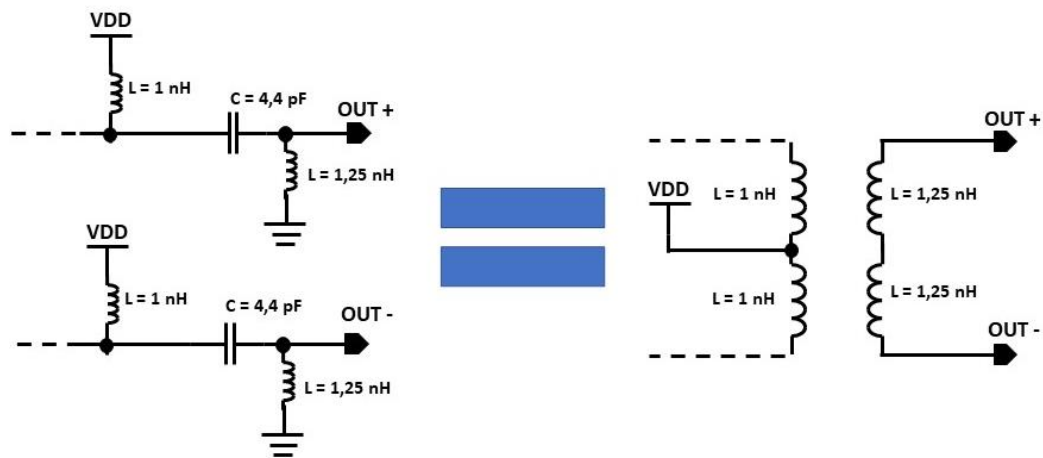 VDD
L = 1 nH
C = 4,4 pF
OUT +
L = 1,25 nH
VDD
L = 1 nH
C = 4,4 pF
OUT -
L = 1,25 nH
OUT +
L = 1 nH
L = 1,25 nH
VDD
L = 1 nH
L = 1,25 nH
OUT -